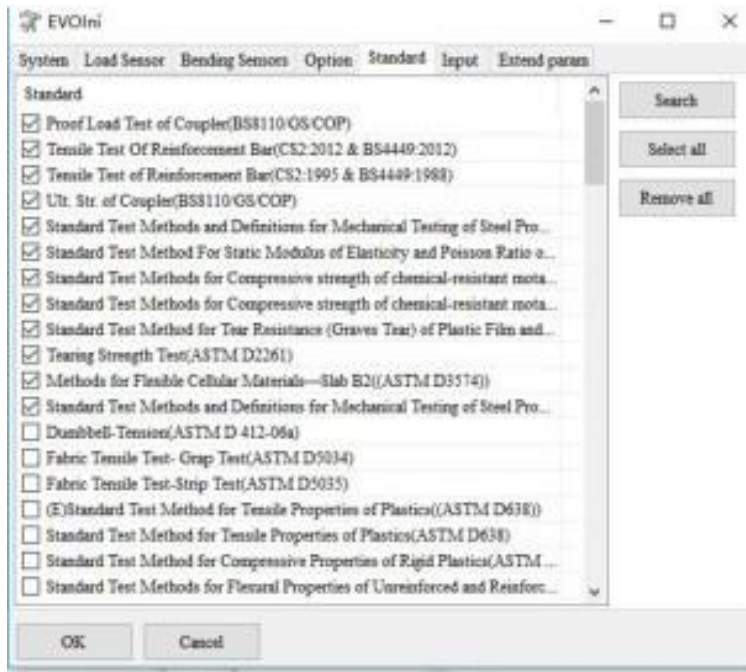 EVOIni
System Load Sensor Bending Sensors Option Standard Input Extend param
Standard
Proof Load Test of Coupler(BS8110/GS/COP)
Tensile Test Of Reinforcement Bar(CS2:2012 & BS4449:2012)
Tensile Test of Reinforcement Bar(CS2:1995 & BS4449:1988)
Ult. Str. of Coupler(BS8110/GS/COP)
Standard Test Methods and Definitions for Mechanical Testing of Steel Pro...
Standard Test Method For Static Modulus of Elasticity and Poisson Ratio o...
Standard Test Methods for Compressive strength of chemical-resistant mota...
Standard Test Methods for Compressive strength of chemical-resistant mota...
Standard Test Method for Tear Resistance (Graves Tear) of Plastic Film and...
Tearing Strength Test(ASTM D2261)
Methods for Flexible Cellular Materials—Slab B2((ASTM D3574))
Standard Test Methods and Definitions for Mechanical Testing of Steel Pro...
Dumbbell-Tension(ASTM D 412-06a)
Fabric Tensile Test- Grap Test(ASTM D5034)
Fabric Tensile Test-Strip Test(ASTM D5035)
(E)Standard Test Method for Tensile Properties of Plastics((ASTM D638))
Standard Test Method for Tensile Properties of Plastics(ASTM D638)
Standard Test Method for Compressive Properties of Rigid Plastics(ASTM ...
Standard Test Methods for Flexural Properties of Unreinforced and Reinforc...
Search
Select all
Remove all
OK Cancel